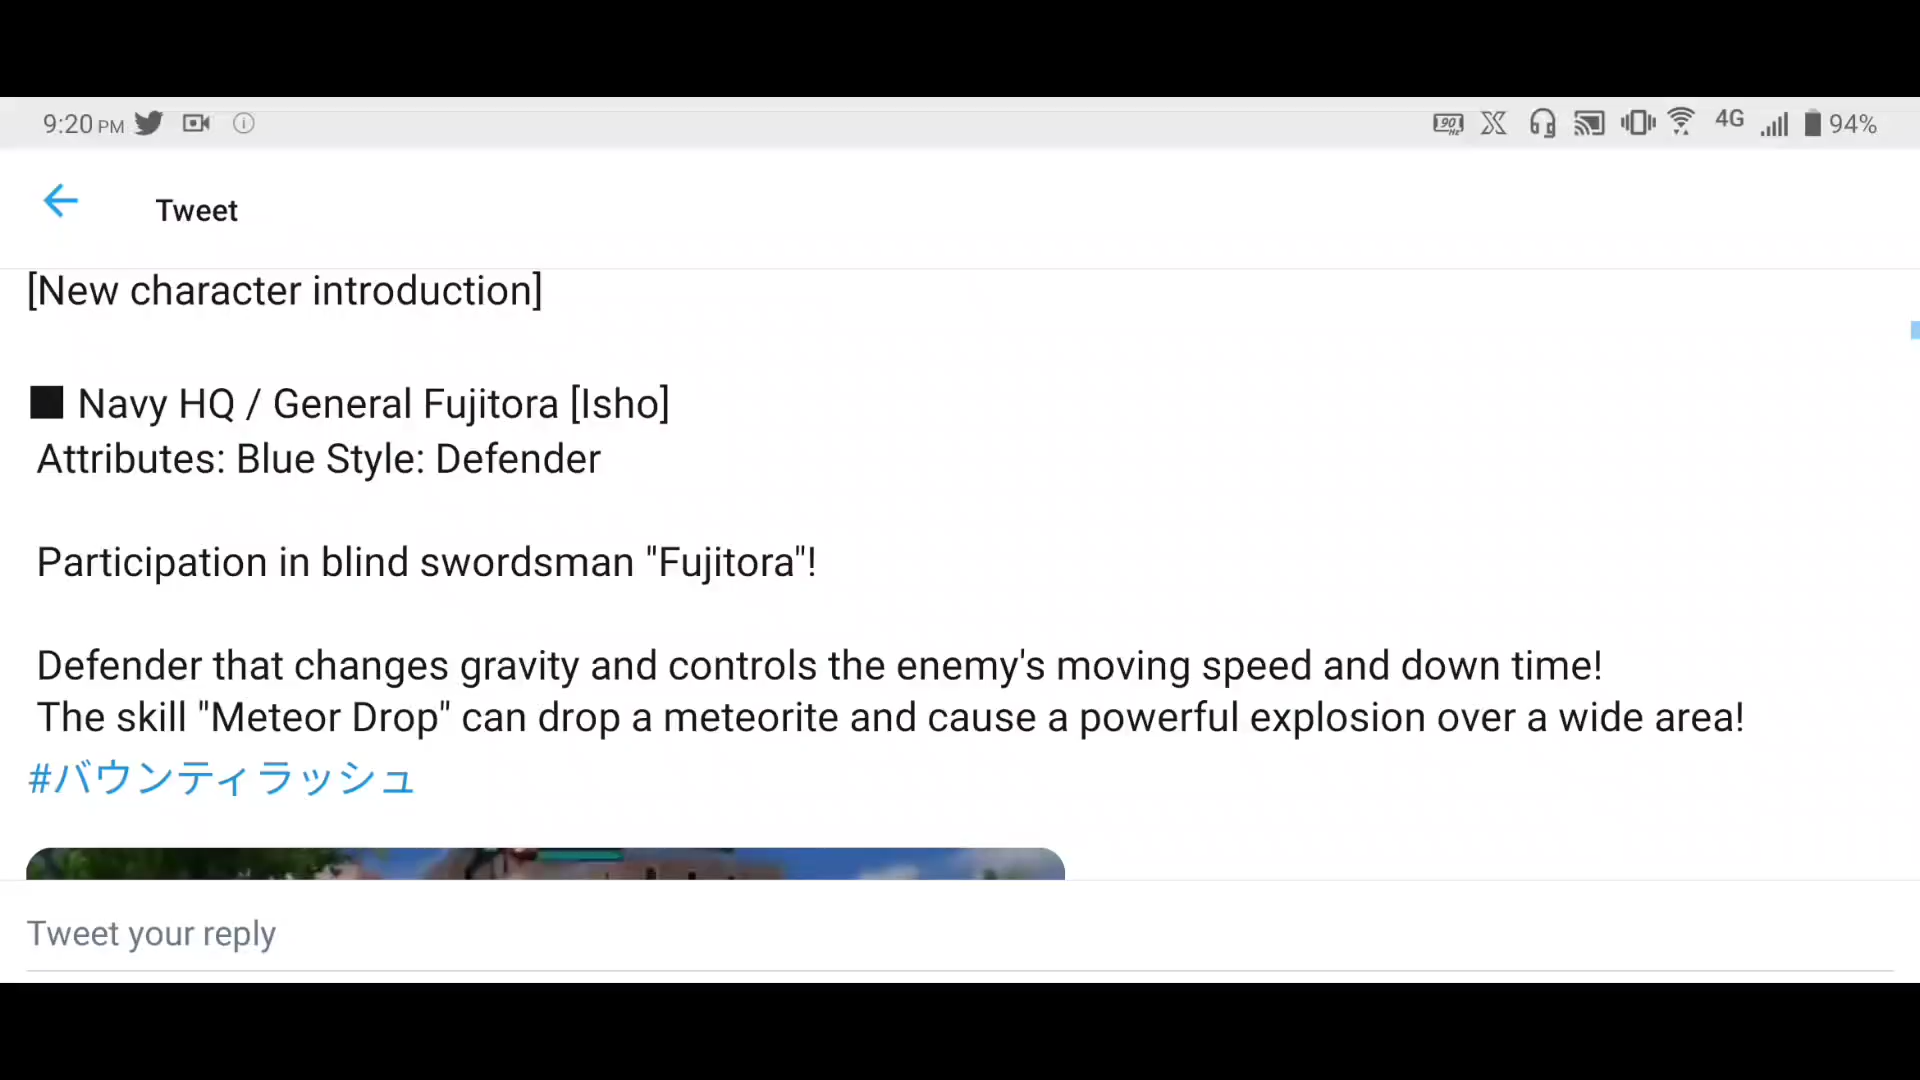 9:20 PM
90 Hz 4G 94%
Tweet
[New character introduction]
■ Navy HQ / General Fujitora [Isho]
Attributes: Blue Style: Defender
Participation in blind swordsman "Fujitora"!
Defender that changes gravity and controls the enemy's moving speed and down time!
The skill "Meteor Drop" can drop a meteorite and cause a powerful explosion over a wide area!
#バウンティラッシュ
Tweet your reply